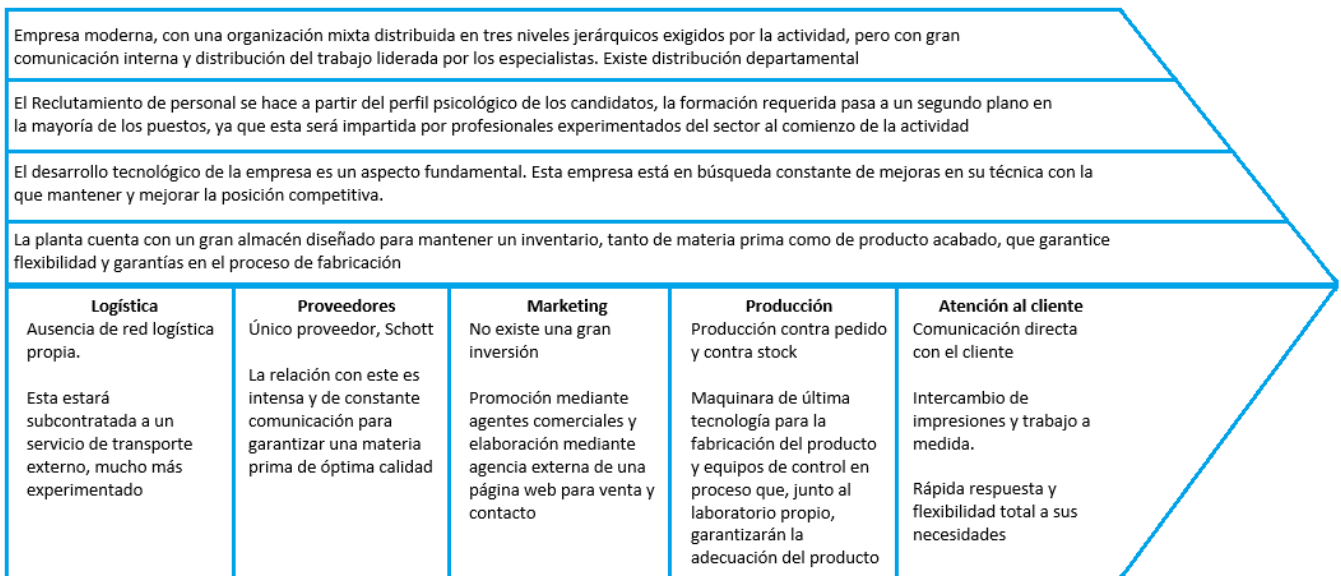 Empresa moderna, con una organización mixta distribuida en tres niveles jerárquicos exigidos por la actividad, pero con gran
comunicación interna y distribución del trabajo liderada por los especialistas. Existe distribución departamental
El Reclutamiento de personal se hace a partir del perfil psicológico de los candidatos, la formación requerida pasa a un segundo plano en
la mayoría de los puestos, ya que esta será impartida por profesionales experimentados del sector al comienzo de la actividad
El desarrollo tecnológico de la empresa es un aspecto fundamental. Esta empresa está en búsqueda constante de mejoras en su técnica con la
que mantener y mejorar la posición competitiva.
La planta cuenta con un gran almacén diseñado para mantener un inventario, tanto de materia prima como de producto acabado, que garantice
flexibilidad y garantías en el proceso de fabricación
Logística
Ausencia de red logística
propia.
Esta estará
subcontratada a un
servicio de transporte
externo, mucho más
experimentado
Proveedores
Único proveedor, Schott
La relación con este es
intensa y de constante
comunicación para
garantizar una materia
prima de óptima calidad
Marketing
No existe una gran
inversión
Promoción mediante
agentes comerciales y
elaboración mediante
agencia externa de una
página web para venta y
contacto
Producción
Producción contra pedido
y contra stock
Maquinara de última
tecnología para la
fabricación del producto
y equipos de control en
proceso que, junto al
laboratorio propio,
garantizarán la
adecuación del producto
Atención al cliente
Comunicación directa
con el cliente
Intercambio de
impresiones y trabajo a
medida.
Rápida respuesta y
flexibilidad total a sus
necesidades